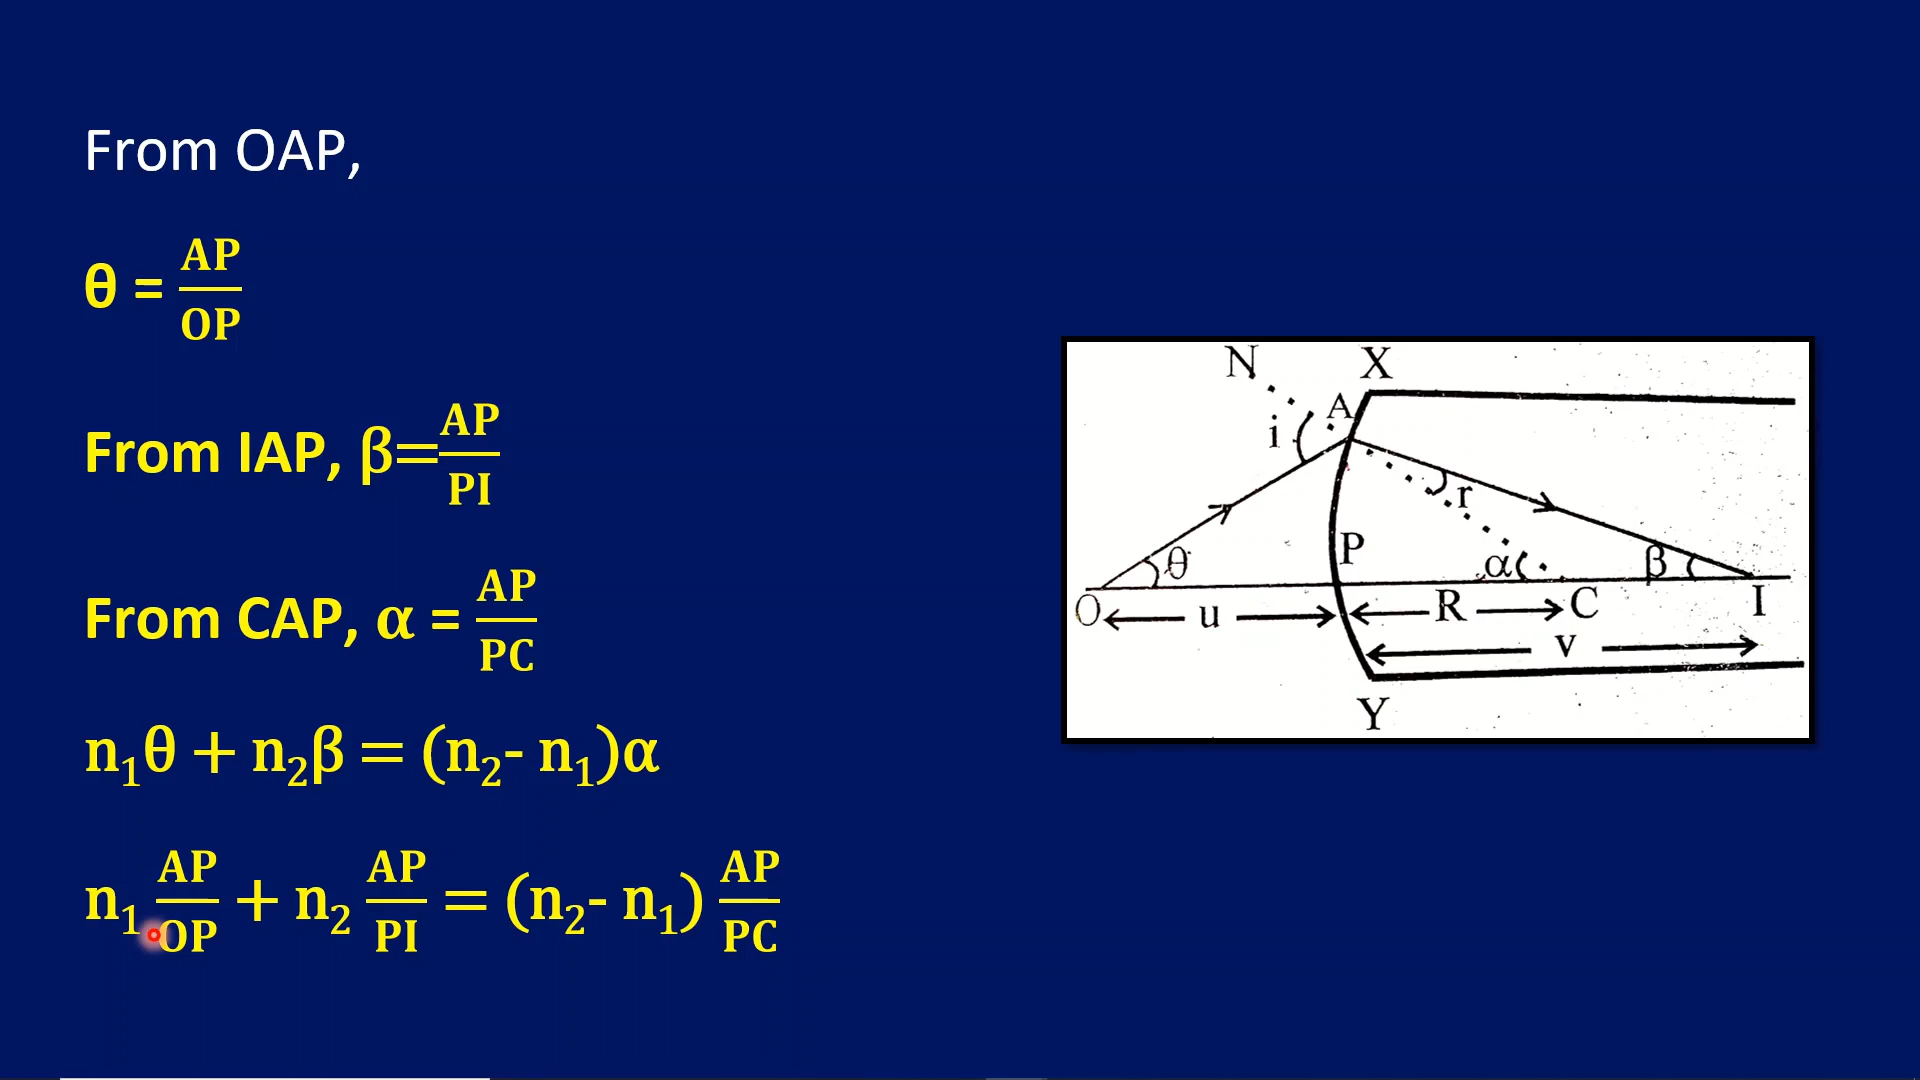 From OAP,
θ = AP/OP
From IAP, β=AP/PI
From CAP, α = AP/PC
n₁θ + n₂β = (n₂- n₁)α
n₁ AP/OP + n₂ AP/PI = (n₂- n₁) AP/PC
N X
A
i
r
P
θ α β
O u R C I
v
Y